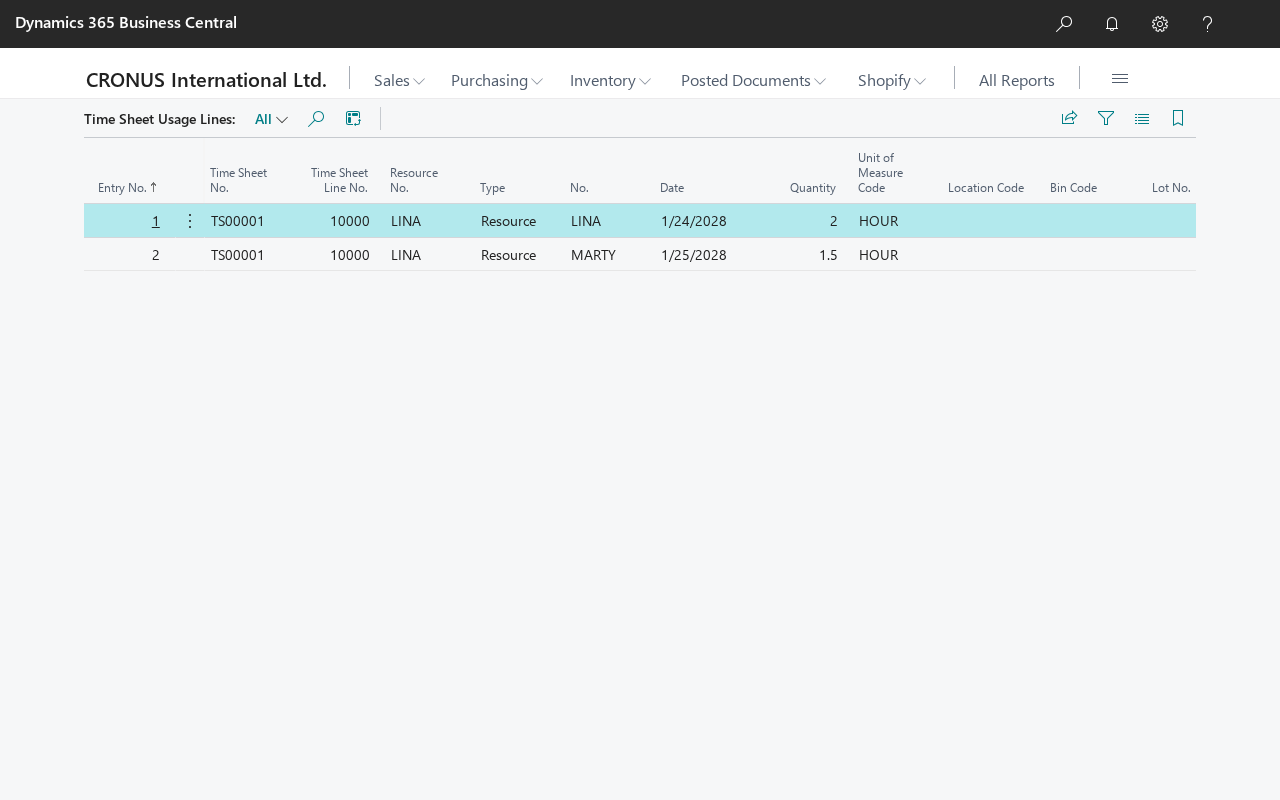 Dynamics 365 Business Central
CRONUS International Ltd. Sales Purchasing Inventory Posted Documents Shopify All Reports
Time Sheet Usage Lines: All
Entry No. ↑ Time Sheet No. Time Sheet Line No. Resource No. Type No. Date Quantity Unit of Measure Code Location Code Bin Code Lot No.
1 TS00001 10000 LINA Resource LINA 1/24/2028 2 HOUR
2 TS00001 10000 LINA Resource MARTY 1/25/2028 1.5 HOUR